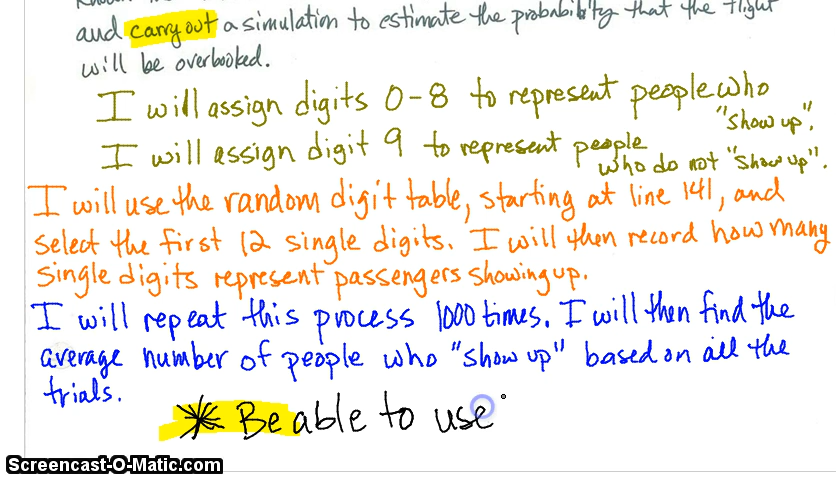 and carry out a simulation to estimate the probability that the flight
will be overbooked.
I will assign digits 0-8 to represent people who
"show up".
I will assign digit 9 to represent people
who do not "show up".
I will use the random digit table, starting at line 141, and
select the first 12 single digits. I will then record how many
single digits represent passengers showing up.
I will repeat this process 1000 times. I will then find the
average number of people who "show up" based on all the
trials.
* Be able to use
Screencast-O-Matic.com